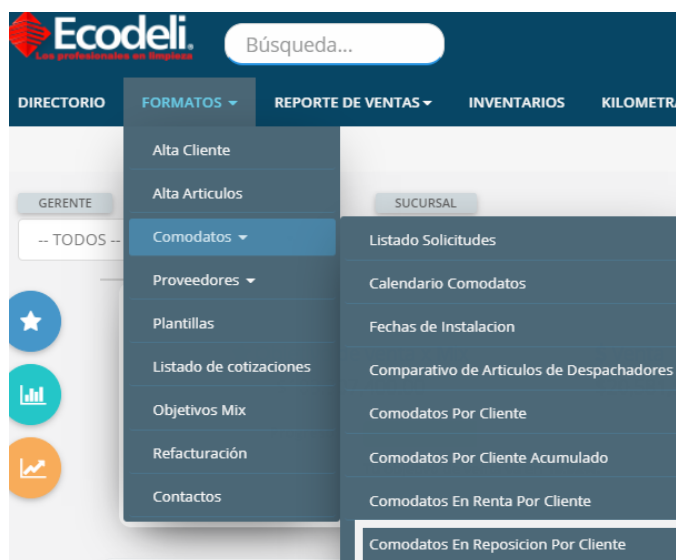 Ecodeli.
Los profesionales en limpieza
Búsqueda...
DIRECTORIO FORMATOS REPORTE DE VENTAS INVENTARIOS KILOMETRA
Alta Cliente
Alta Articulos
GERENTE
SUCURSAL
-- TODOS --
Comodatos
Listado Solicitudes
Proveedores
Calendario Comodatos
Plantillas
Fechas de Instalacion
Listado de cotizaciones
Comparativo de Articulos de Despachadores
Objetivos Mix
Comodatos Por Cliente
Refacturación
Comodatos Por Cliente Acumulado
Contactos
Comodatos En Renta Por Cliente
Comodatos En Reposicion Por Cliente